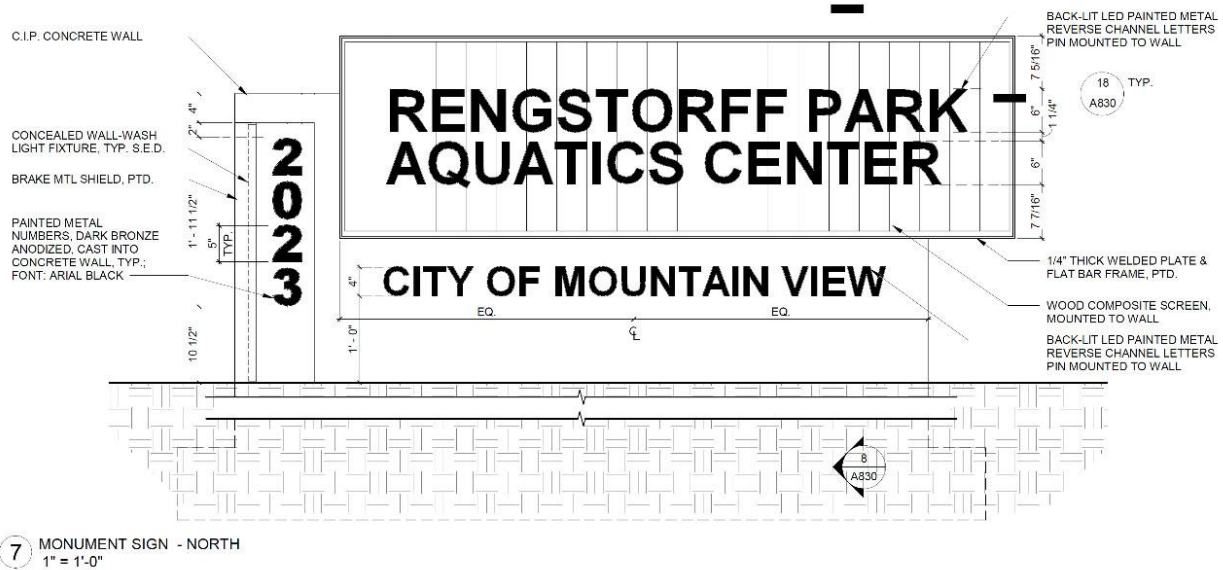 C.I.P. CONCRETE WALL
4"
2"
CONCEALED WALL-WASH
LIGHT FIXTURE, TYP. S.E.D.
BRAKE MTL SHIELD, PTD.
PAINTED METAL
NUMBERS, DARK BRONZE
ANODIZED, CAST INTO
CONCRETE WALL, TYP.;
FONT: ARIAL BLACK
1' - 11 1/2"
5"
TYP.
10 1/2"
2
0
2
3
RENGSTORFF PARK
AQUATICS CENTER
4"
CITY OF MOUNTAIN VIEW
EQ.
EQ.
CL
1' - 0"
BACK-LIT LED PAINTED METAL
REVERSE CHANNEL LETTERS
PIN MOUNTED TO WALL
7 5/16"
6"
1 1/4"
6"
7 7/16"
18
A830
TYP.
1/4" THICK WELDED PLATE &
FLAT BAR FRAME, PTD.
WOOD COMPOSITE SCREEN,
MOUNTED TO WALL
BACK-LIT LED PAINTED METAL
REVERSE CHANNEL LETTERS
PIN MOUNTED TO WALL
8
A830
7
MONUMENT SIGN - NORTH
1" = 1'-0"